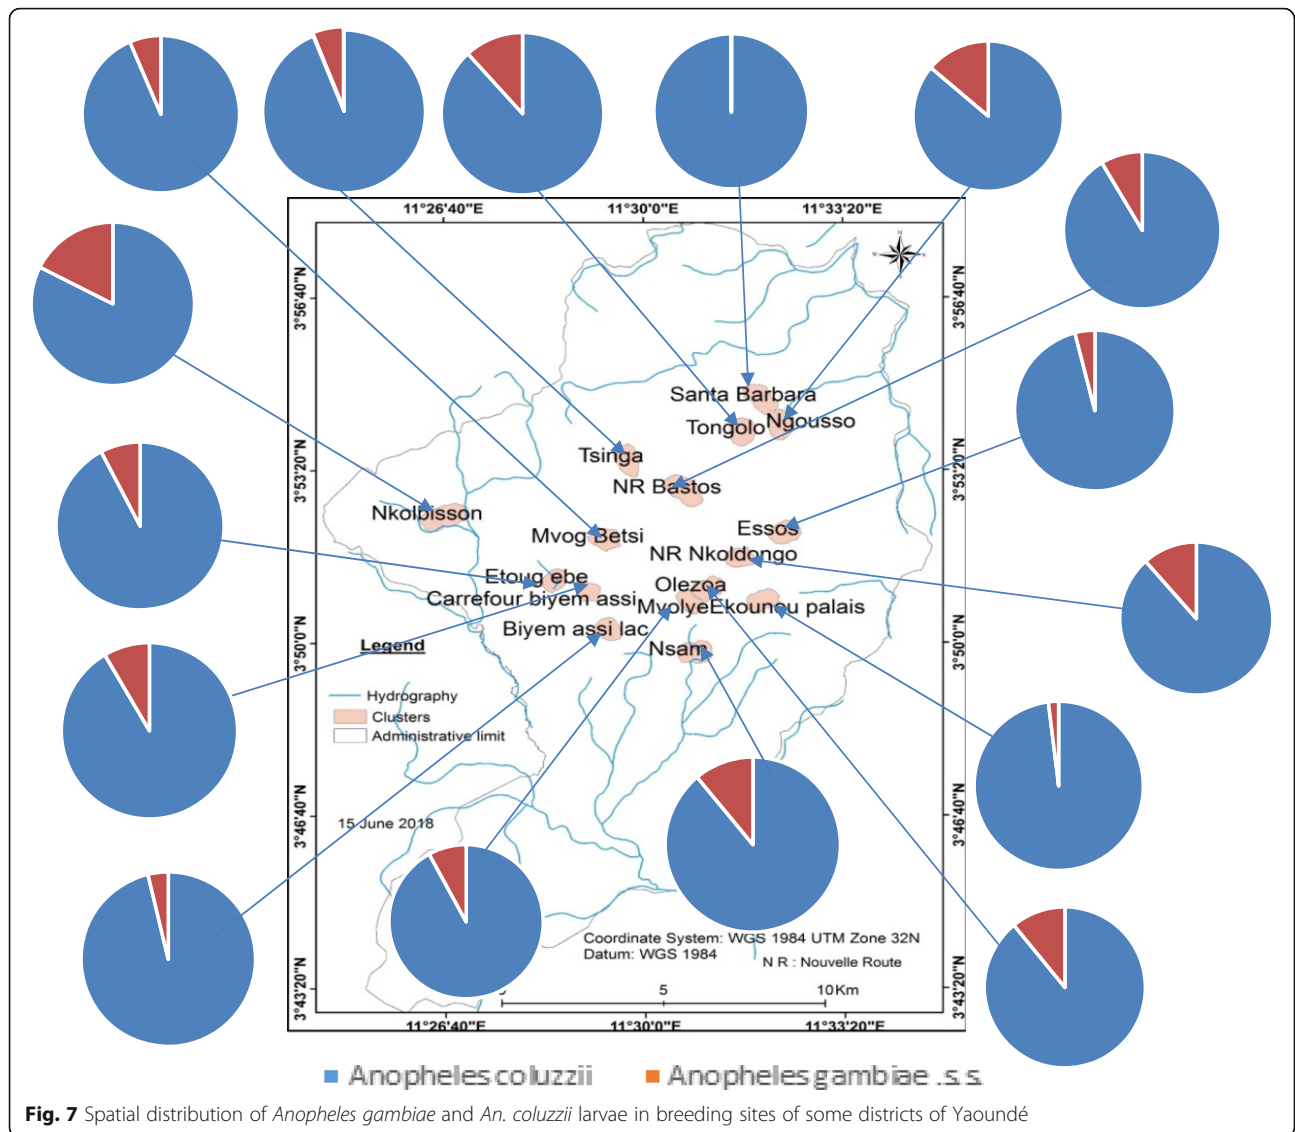 11°26'40"E 11°30'0"E 11°33'20"E
N
W E
S
3°56'40"N 3°56'40"N
Santa Barbara
Tongolo Ngousso
Tsinga
3°53'20"N 3°53'20"N
NR Bastos
Nkolbisson
Mvog Betsi
Essos
NR Nkoldongo
Etoug ebe
Olezoa
Carrefour biyem assi
Mvolye Ekounou palais
Biyem assi lac
3°50'0"N 3°50'0"N
Nsam
Legend
Hydrography
Clusters
Administrative limit
3°46'40"N 3°46'40"N
15 June 2018
Coordinate System: WGS 1984 UTM Zone 32N
Datum: WGS 1984
N R : Nouvelle Route
3°43'20"N 3°43'20"N
5 10 Km
11°26'40"E 11°30'0"E 11°33'20"E
Anopheles coluzzii Anopheles gambiae .s.s.
Fig. 7 Spatial distribution of Anopheles gambiae and An. coluzzii larvae in breeding sites of some districts of Yaoundé